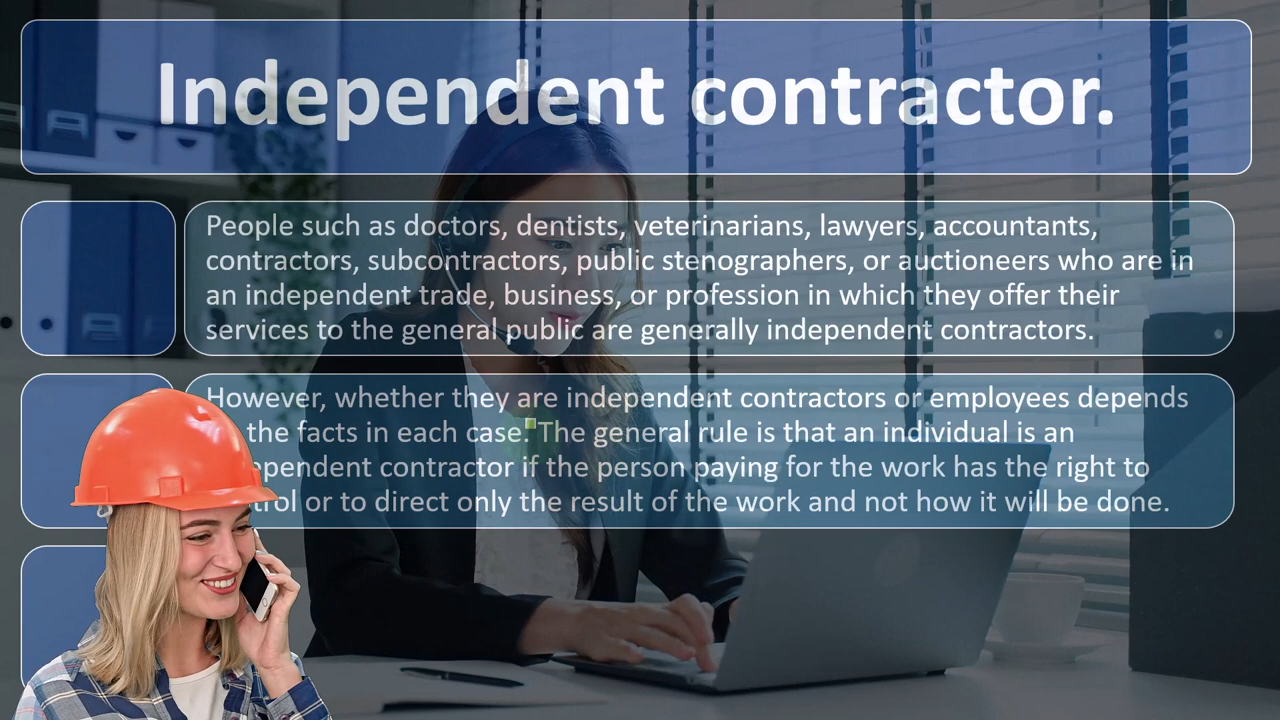 Independent contractor.
People such as doctors, dentists, veterinarians, lawyers, accountants,
contractors, subcontractors, public stenographers, or auctioneers who are in
an independent trade, business, or profession in which they offer their
services to the general public are generally independent contractors.
However, whether they are independent contractors or employees depends
the facts in each case. The general rule is that an individual is an
pendent contractor if the person paying for the work has the right to
trol or to direct only the result of the work and not how it will be done.